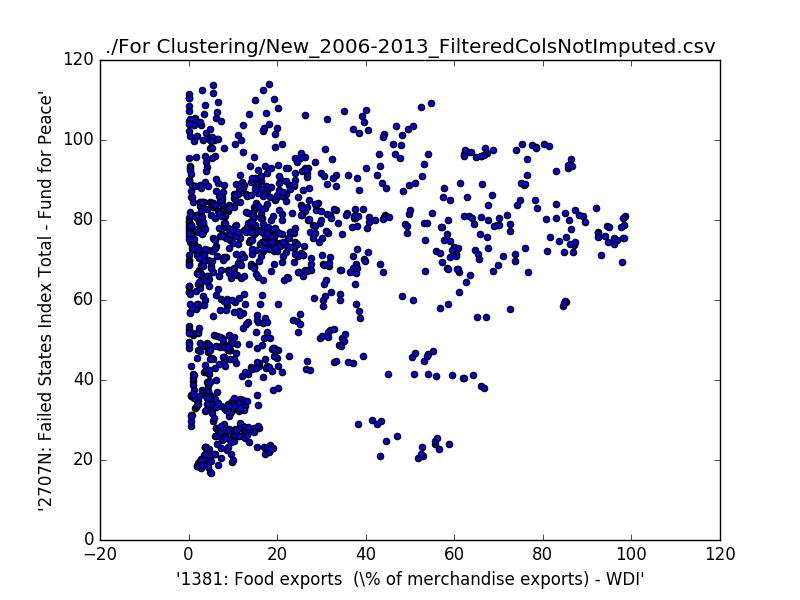 ./For Clustering/New_2006-2013_FilteredColsNotImputed.csv
120
100
80
60
40
20
0
'2707N: Failed States Index Total - Fund for Peace'
−20 0 20 40 60 80 100 120
'1381: Food exports  (\% of merchandise exports) - WDI'